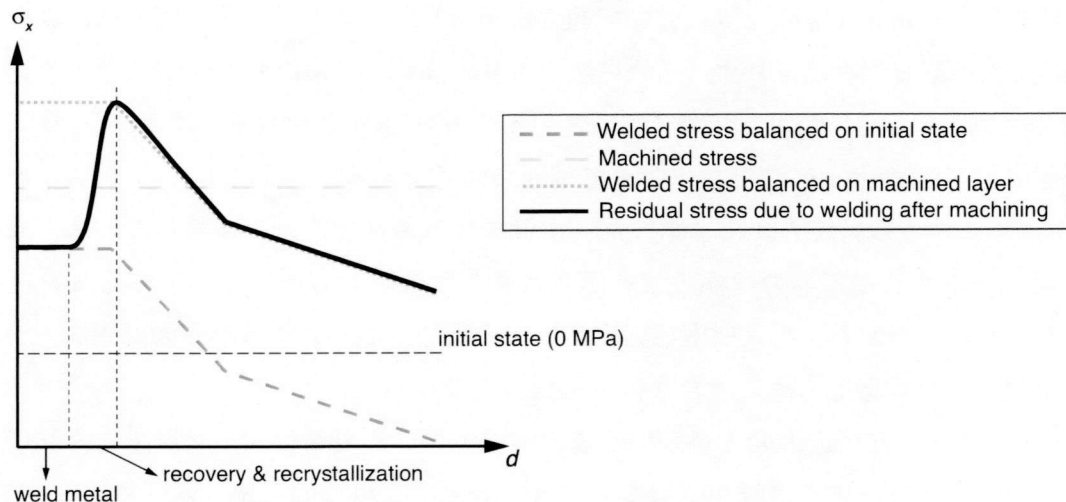 σx
Welded stress balanced on initial state
Machined stress
Welded stress balanced on machined layer
Residual stress due to welding after machining
initial state (0 MPa)
d
recovery & recrystallization
weld metal